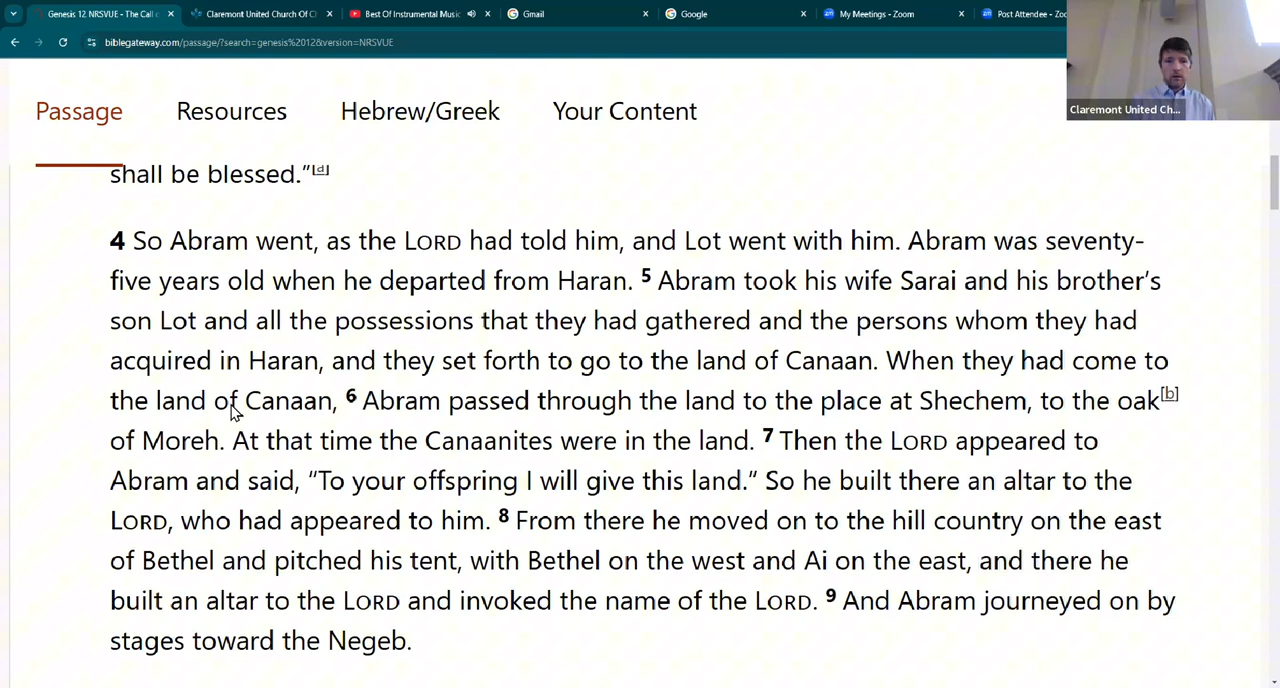 Genesis 12 NRSVUE - The Call o
Claremont United Church Of C
Best Of Instrumental Music
Gmail
Google
My Meetings - Zoom
Post Attendee - Zoo
biblegateway.com/passage/?search=genesis%2012&version=NRSVUE
Claremont United Ch...
Passage
Resources
Hebrew/Greek
Your Content
shall be blessed.”[a]
4 So Abram went, as the LORD had told him, and Lot went with him. Abram was seventy-
five years old when he departed from Haran. 5 Abram took his wife Sarai and his brother’s
son Lot and all the possessions that they had gathered and the persons whom they had
acquired in Haran, and they set forth to go to the land of Canaan. When they had come to
the land of Canaan, 6 Abram passed through the land to the place at Shechem, to the oak[b]
of Moreh. At that time the Canaanites were in the land. 7 Then the LORD appeared to
Abram and said, “To your offspring I will give this land.” So he built there an altar to the
LORD, who had appeared to him. 8 From there he moved on to the hill country on the east
of Bethel and pitched his tent, with Bethel on the west and Ai on the east, and there he
built an altar to the LORD and invoked the name of the LORD. 9 And Abram journeyed on by
stages toward the Negeb.